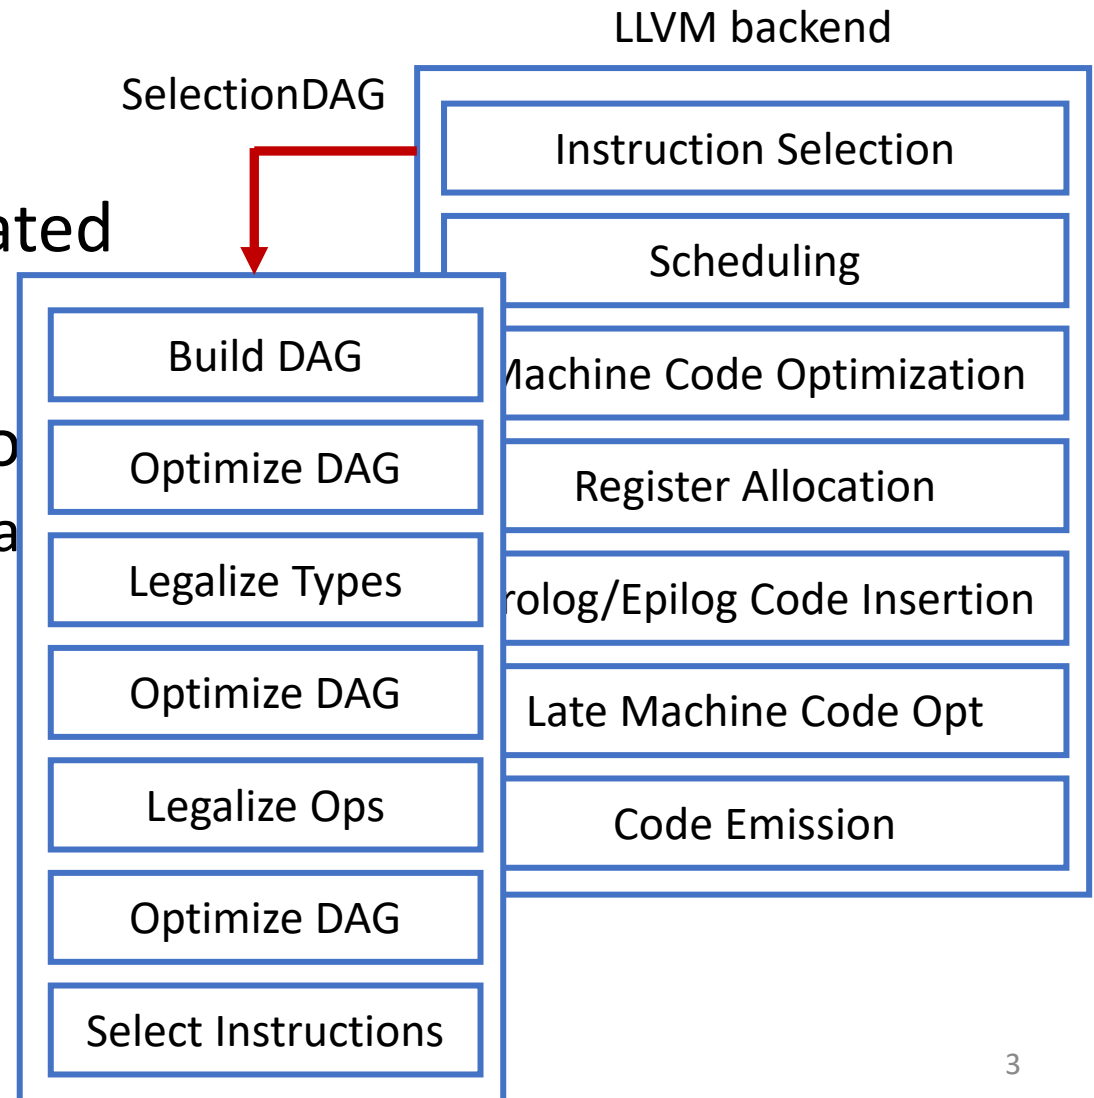 LLVM backend
SelectionDAG
Instruction Selection
ated
Scheduling
Build DAG
Machine Code Optimization
o
Optimize DAG
Register Allocation
a
Legalize Types
rolog/Epilog Code Insertion
Optimize DAG
Late Machine Code Opt
Legalize Ops
Code Emission
Optimize DAG
Select Instructions
3